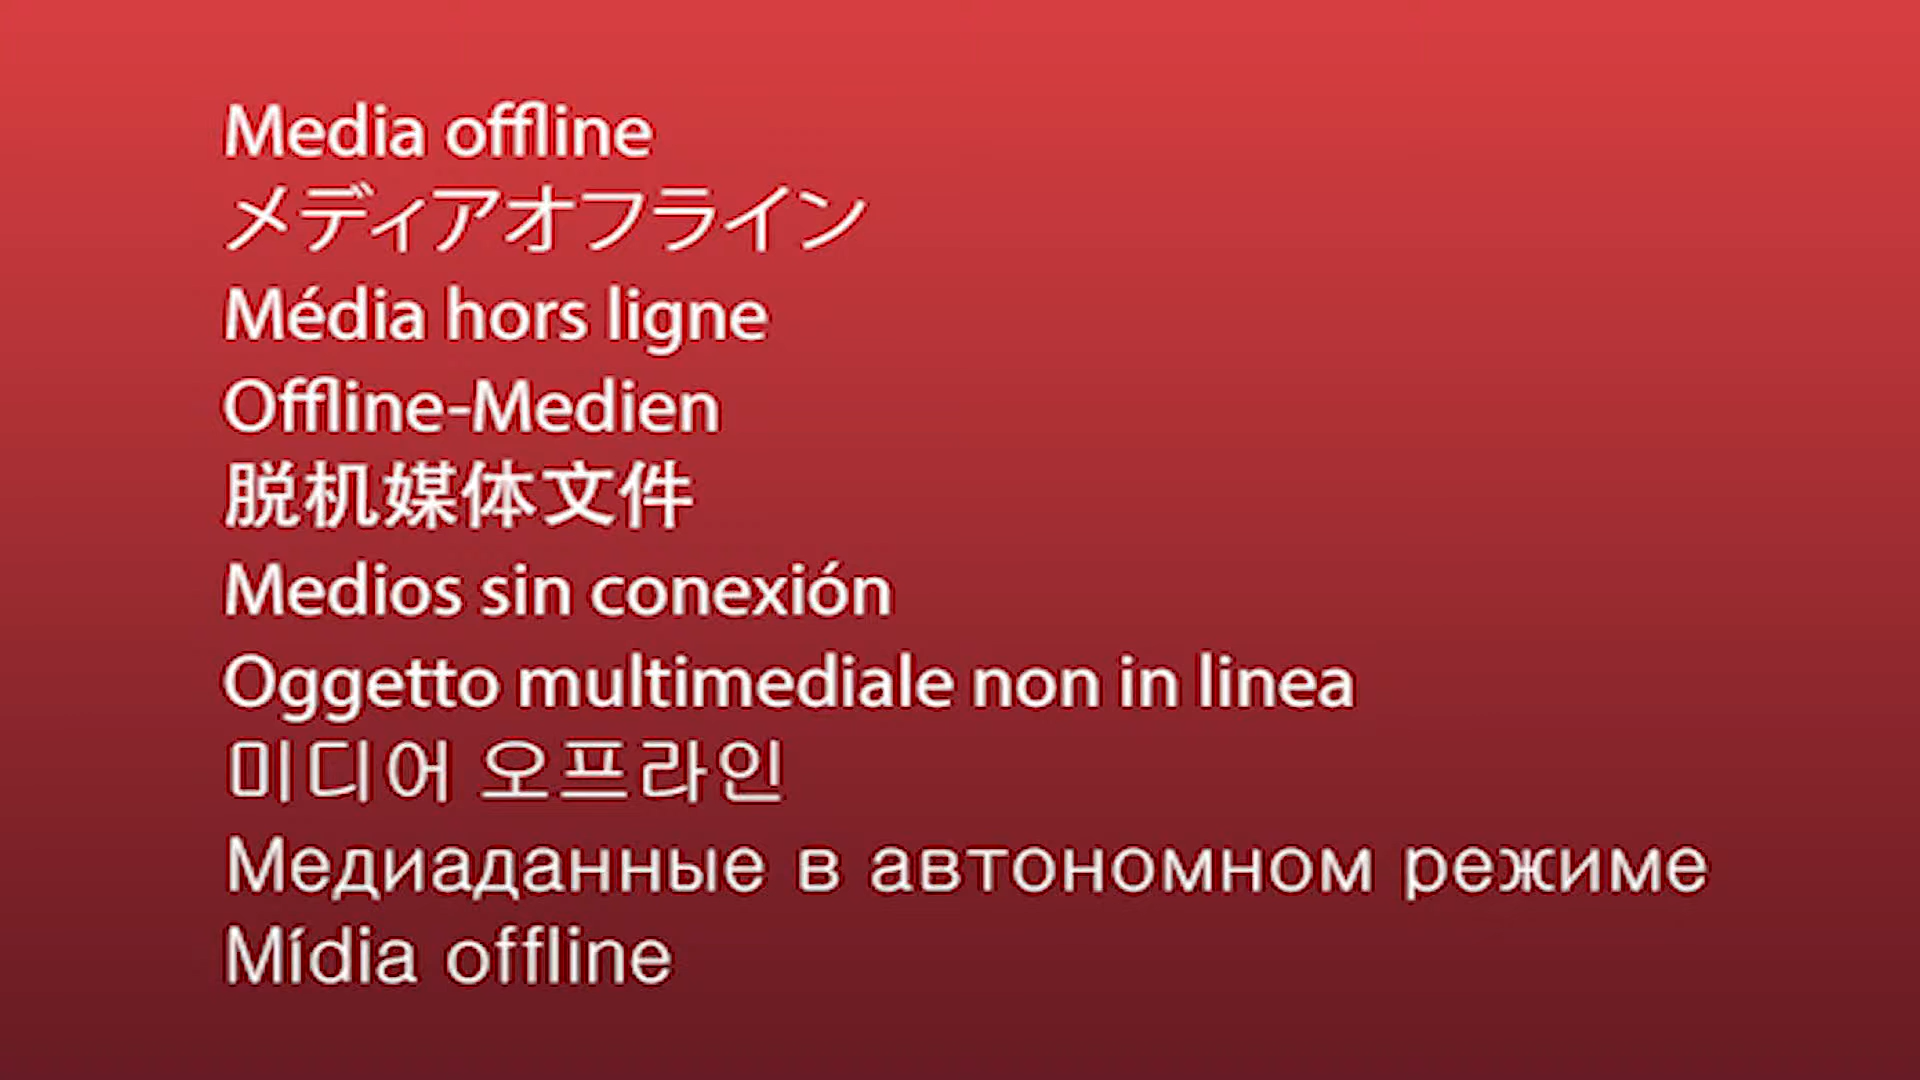 Media offline
メディアオフライン
Média hors ligne
Offline-Medien
脱机媒体文件
Medios sin conexión
Oggetto multimediale non in linea
미디어 오프라인
Медиаданные в автономном режиме
Mídia offline